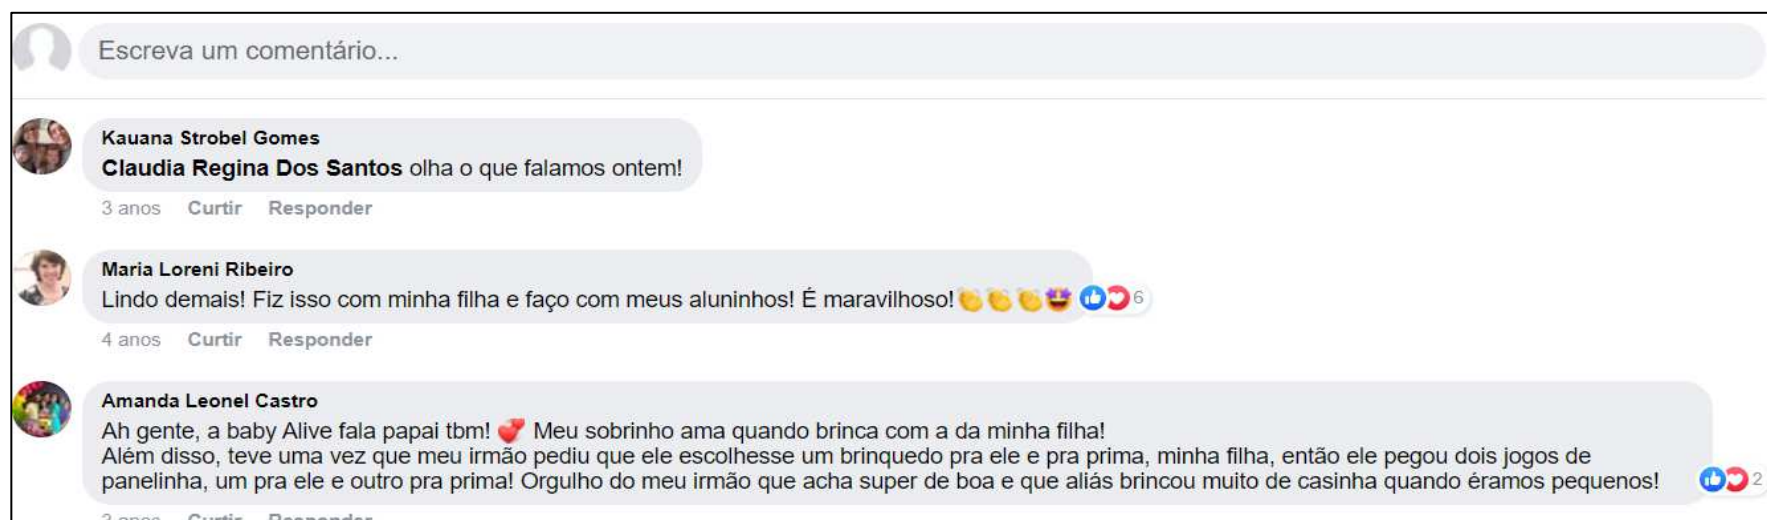 Escreva um comentário...
Kauana Strobel Gomes
Claudia Regina Dos Santos olha o que falamos ontem!
3 anos Curtir Responder
Maria Loreni Ribeiro
Lindo demais! Fiz isso com minha filha e faço com meus aluninhos! É maravilhoso!👏👏👏🤩 6
4 anos Curtir Responder
Amanda Leonel Castro
Ah gente, a baby Alive fala papai tbm! 💞 Meu sobrinho ama quando brinca com a da minha filha!
Além disso, teve uma vez que meu irmão pediu que ele escolhesse um brinquedo pra ele e pra prima, minha filha, então ele pegou dois jogos de
panelinha, um pra ele e outro pra prima! Orgulho do meu irmão que acha super de boa e que aliás brincou muito de casinha quando éramos pequenos! 2
3 anos Curtir Responder